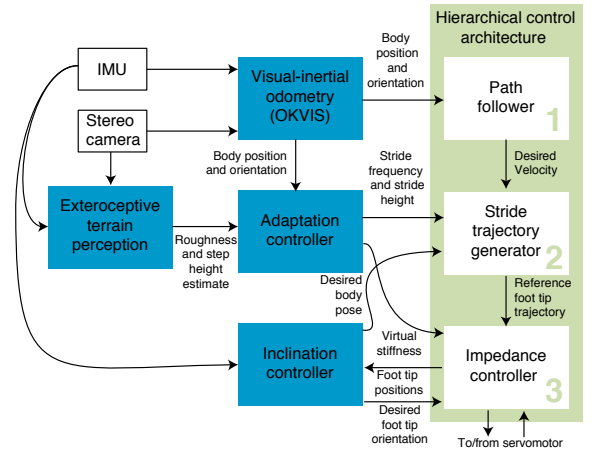 Hierarchical control
architecture
IMU
Stereo
camera
Visual-inertial
odometry
(OKVIS)
Body
position
and
orientation
Path
follower
1
Body position
and orientation
Stride
frequency
and stride
height
Desired
Velocity
Exteroceptive
terrain
perception
Roughness
and step
height
estimate
Adaptation
controller
Stride
trajectory
generator
2
Desired
body
pose
Reference
foot tip
trajectory
Virtual
stiffness
Inclination
controller
Foot tip
positions
Desired
foot tip
orientation
Impedance
controller
3
To/from servomotor